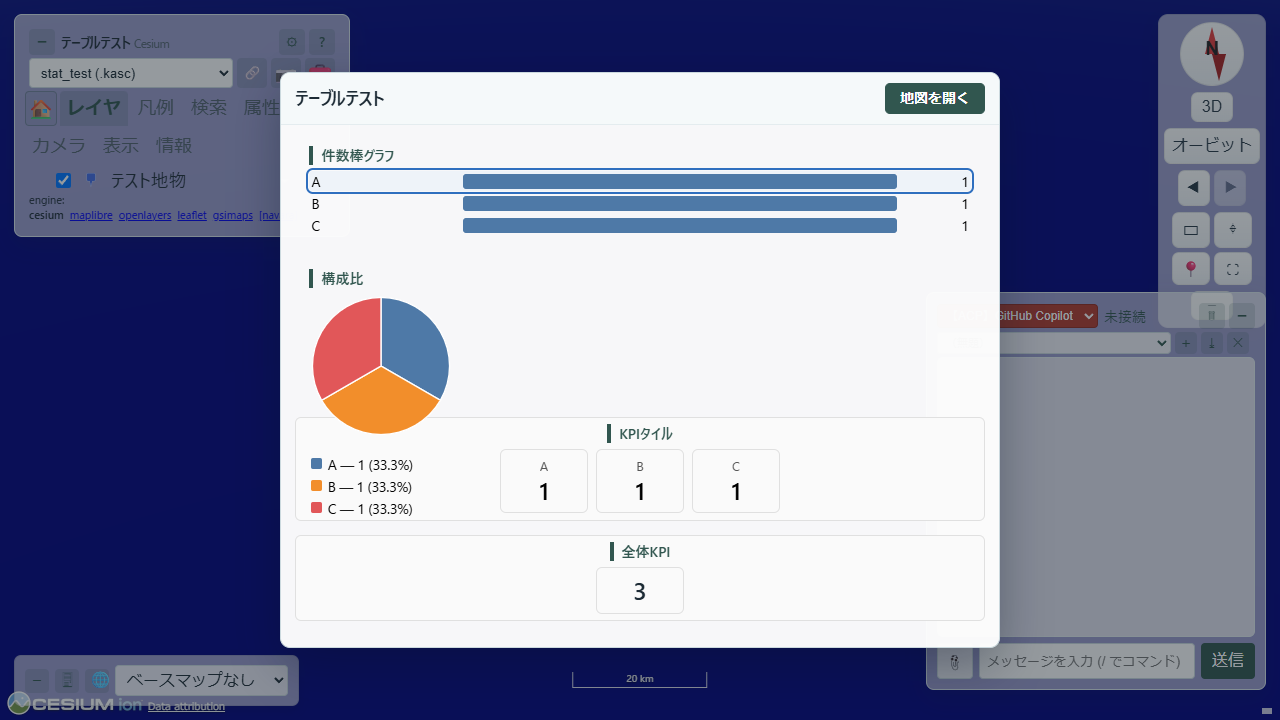 テーブルテスト Cesium
?
stat_test (.kasc)
レイヤ 凡例 検索 属性
カメラ 表示 情報
テスト地物
engine:
cesium maplibre openlayers leaflet gsimaps [nav
テーブルテスト
地図を開く
件数棒グラフ
A 1
B 1
C 1
構成比
A — 1 (33.3%)
B — 1 (33.3%)
C — 1 (33.3%)
KPIタイル
A B C
1 1 1
全体KPI
3
N
3D
オービット
GitHub Copilot 未接続
メッセージを入力 (/ でコマンド) 送信
ベースマップなし
CESIUM ion Data attribution
20 km